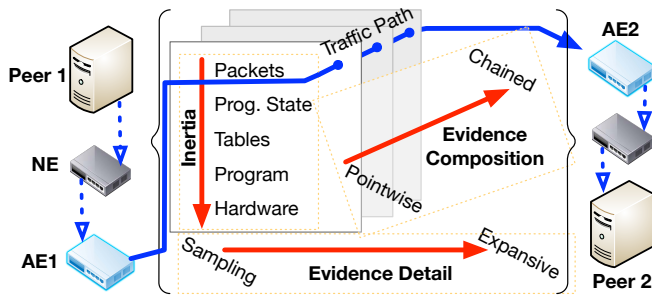 Traffic Path
AE2
Peer 1
Packets
Chained
Prog. State
Inertia
Tables
Evidence
Composition
NE
Program
Pointwise
Hardware
Sampling
Expansive
AE1
Evidence Detail
Peer 2